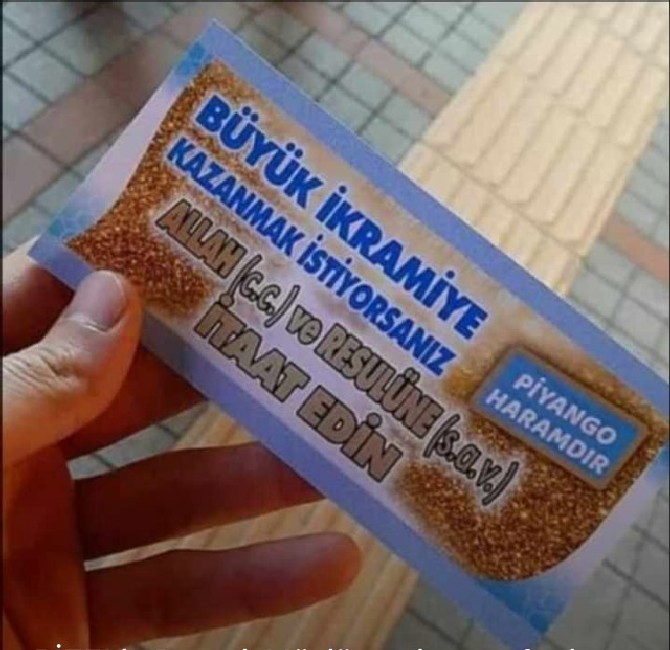 BÜYÜK İKRAMİYE
KAZANMAK İSTİYORSANIZ
ALLAH (c.c.) ve RESULÜNE (s.a.v.)
İTAAT EDİN
PİYANGO
HARAMDIR